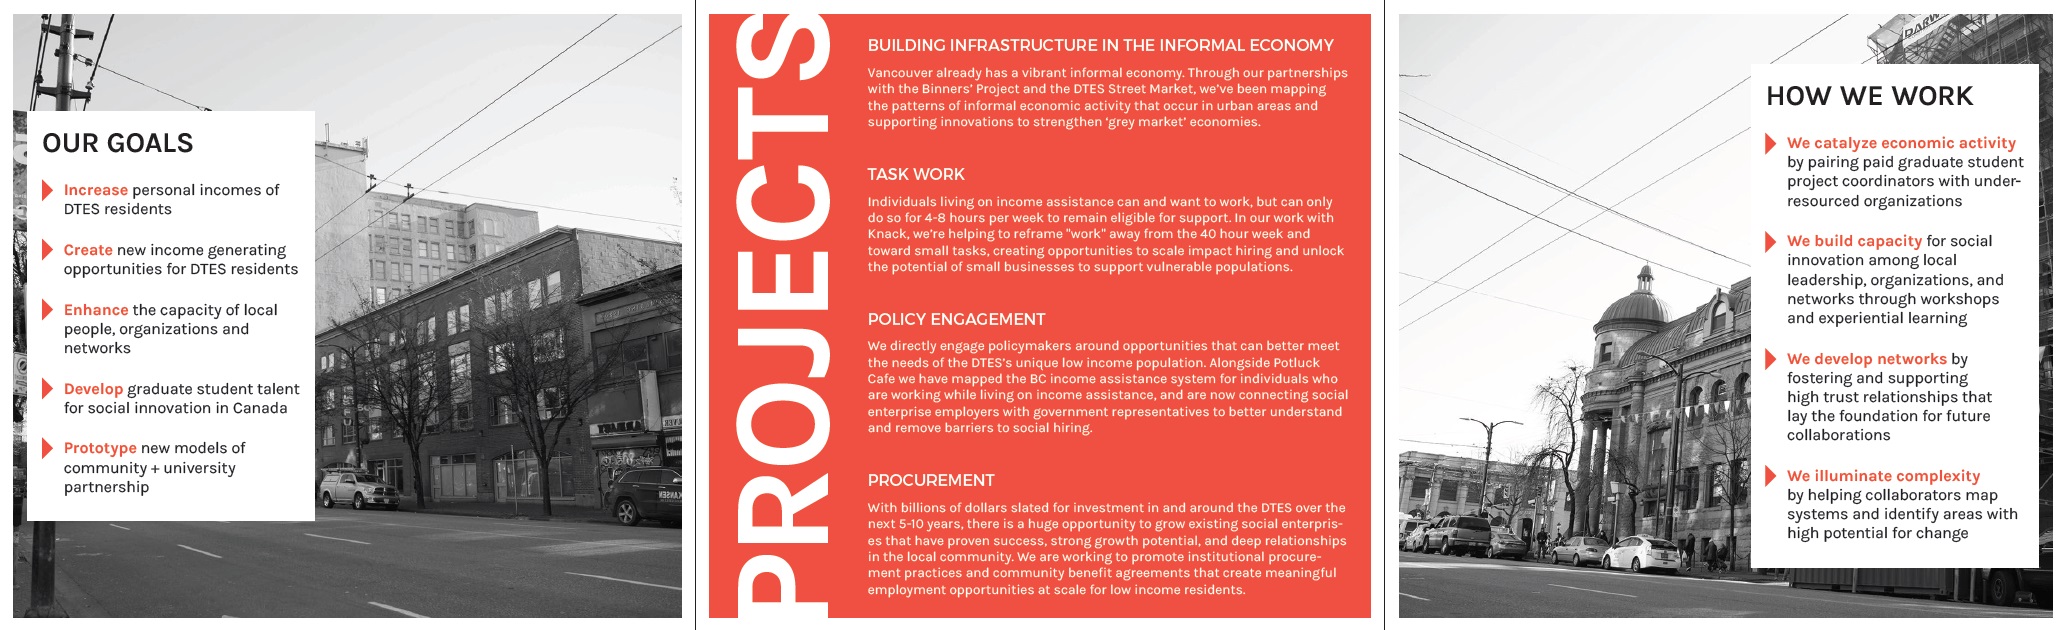 OUR GOALS
Increase personal incomes of
DTES residents
Create new income generating
opportunities for DTES residents
Enhance the capacity of local
people, organizations and
networks
Develop graduate student talent
for social innovation in Canada
Prototype new models of
community + university
partnership
PROJECTS
BUILDING INFRASTRUCTURE IN THE INFORMAL ECONOMY
Vancouver already has a vibrant informal economy. Through our partnerships
with the Binners' Project and the DTES Street Market, we've been mapping
the patterns of informal economic activity that occur in urban areas and
supporting innovations to strengthen 'grey market' economies.
TASK WORK
Individuals living on income assistance can and want to work, but can only
do so for 4-8 hours per week to remain eligible for support. In our work with
Knack, we're helping to reframe "work" away from the 40 hour week and
toward small tasks, creating opportunities to scale impact hiring and unlock
the potential of small businesses to support vulnerable populations.
POLICY ENGAGEMENT
We directly engage policymakers around opportunities that can better meet
the needs of the DTES's unique low income population. Alongside Potluck
Cafe we have mapped the BC income assistance system for individuals who
are working while living on income assistance, and are now connecting social
enterprise employers with government representatives to better understand
and remove barriers to social hiring.
PROCUREMENT
With billions of dollars slated for investment in and around the DTES over the
next 5-10 years, there is a huge opportunity to grow existing social enterpris-
es that have proven success, strong growth potential, and deep relationships
in the local community. We are working to promote institutional procure-
ment practices and community benefit agreements that create meaningful
employment opportunities at scale for low income residents.
HOW WE WORK
We catalyze economic activity
by pairing paid graduate student
project coordinators with under-
resourced organizations
We build capacity for social
innovation among local
leadership, organizations, and
networks through workshops
and experiential learning
We develop networks by
fostering and supporting
high trust relationships that
lay the foundation for future
collaborations
We illuminate complexity
by helping collaborators map
systems and identify areas with
high potential for change